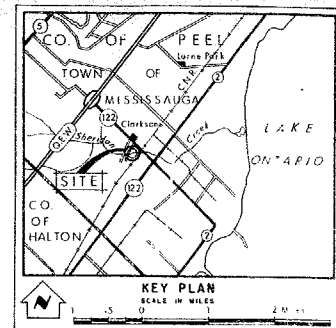 5
CO. OF PEEL
Lorne Park
TOWN OF
MISSISSAUGA
C.N.R.
2
122
Clarkson
Q.E.W.
Sheridan
Creek
LAKE
ONTARIO
SITE
122
CO.
OF
HALTON
2
KEY PLAN
SCALE IN MILES
N
1 .5 0 1 2 Miles